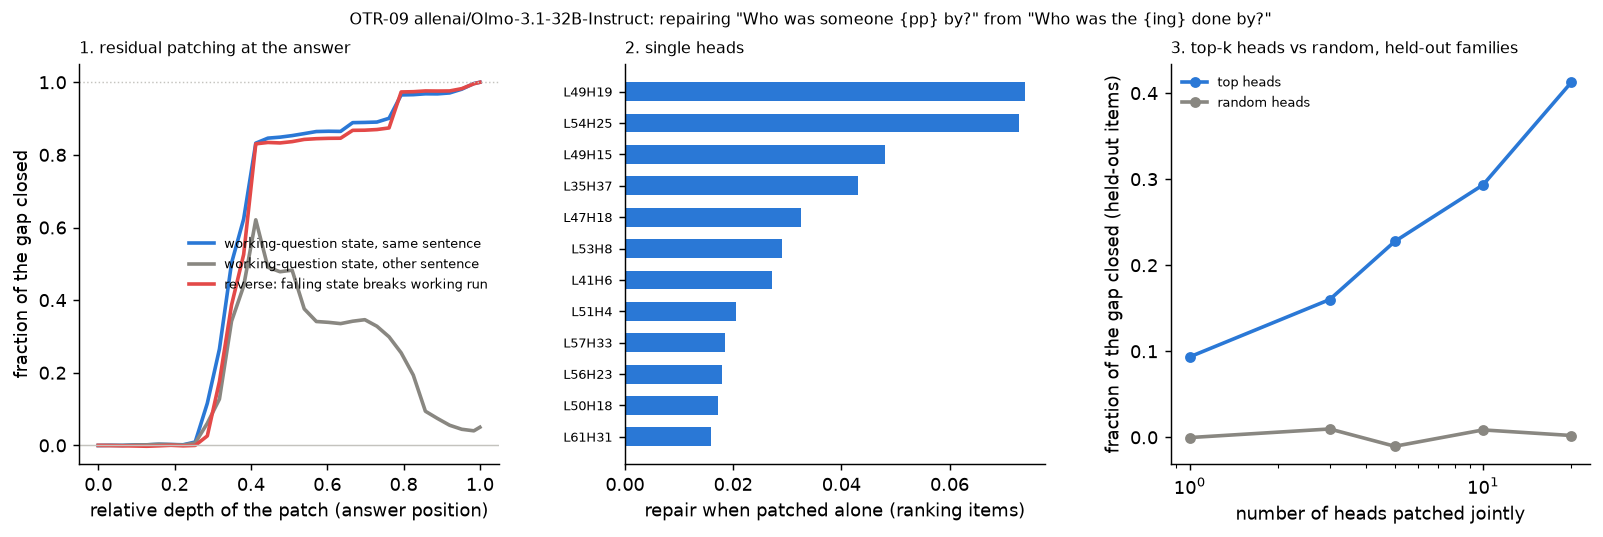 OTR-09 allenai/Olmo-3.1-32B-Instruct: repairing "Who was someone {pp} by?" from "Who was the {ing} done by?"
1. residual patching at the answer
fraction of the gap closed
1.0
0.8
0.6
0.4
0.2
0.0
working-question state, same sentence
working-question state, other sentence
reverse: failing state breaks working run
0.0 0.2 0.4 0.6 0.8 1.0
relative depth of the patch (answer position)
2. single heads
L49H19
L54H25
L49H15
L35H37
L47H18
L53H8
L41H6
L51H4
L57H33
L56H23
L50H18
L61H31
0.00 0.02 0.04 0.06
repair when patched alone (ranking items)
3. top-k heads vs random, held-out families
fraction of the gap closed (held-out items)
top heads
random heads
0.4
0.3
0.2
0.1
0.0
10⁰ 10¹
number of heads patched jointly